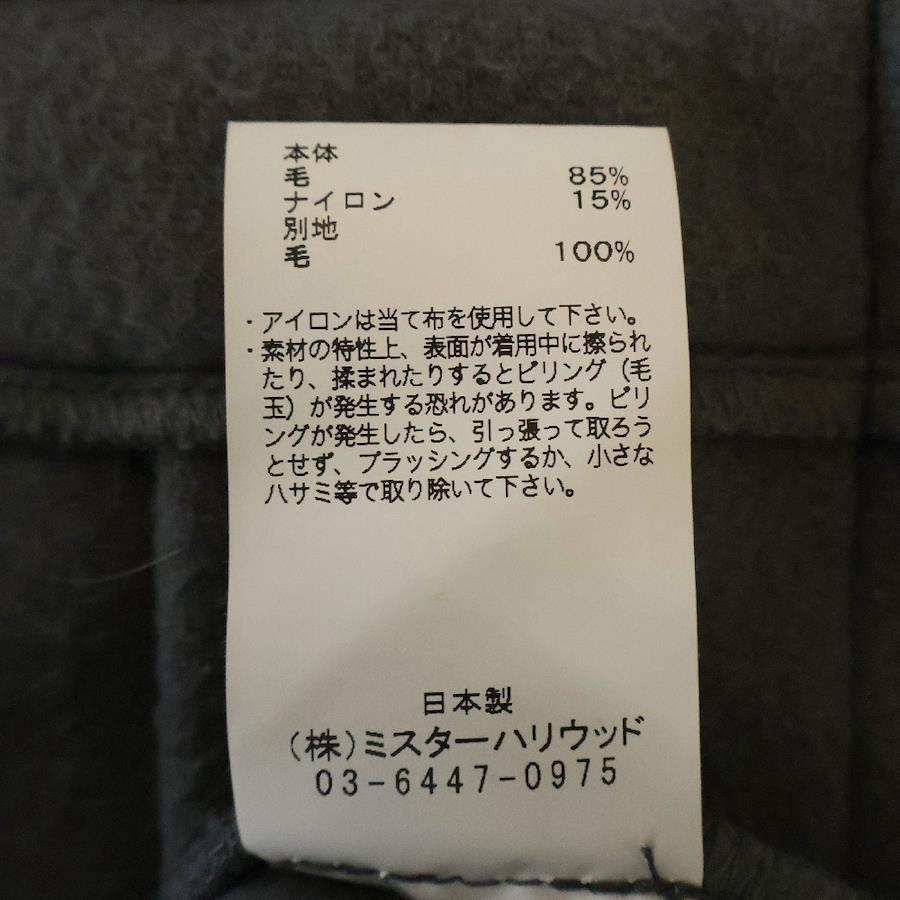 本体
毛 85%
ナイロン 15%
別地
毛 100%
・アイロンは当て布を使用して下さい。
・素材の特性上、表面が着用中に擦られ
たり、揉まれたりするとピリング（毛
玉）が発生する恐れがあります。ピリ
ングが発生したら、引っ張って取ろう
とせず、ブラッシングするか、小さな
ハサミ等で取り除いて下さい。
日本製
（株）ミスターハリウッド
03-6447-0975